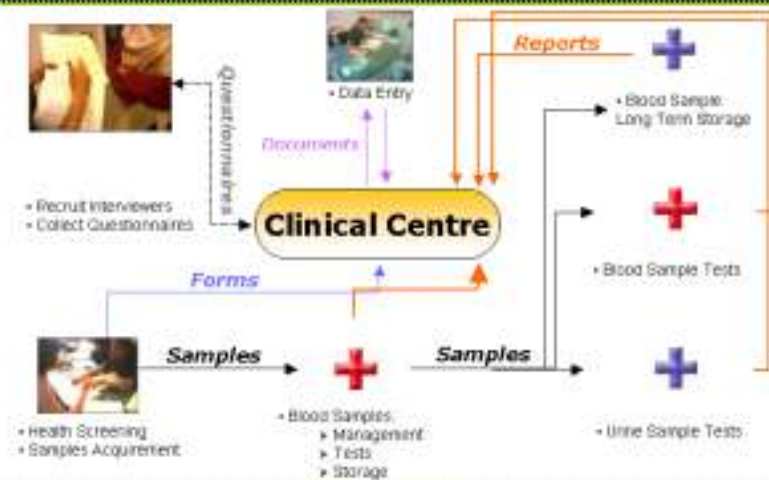 Reports
• Data Entry
Questionnaires
Documents
• Blood Sample
Long Term Storage
• Recruit Interviewers
• Collect Questionnaires
Clinical Centre
• Blood Sample Tests
Forms
Samples
Samples
• Health Screening
• Samples Acquirement
• Blood Samples
➤ Management
➤ Tests
➤ Storage
• Urine Sample Tests